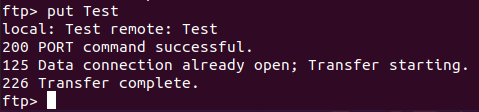 ftp> put Test
local: Test remote: Test
200 PORT command successful.
125 Data connection already open; Transfer starting.
226 Transfer complete.
ftp>